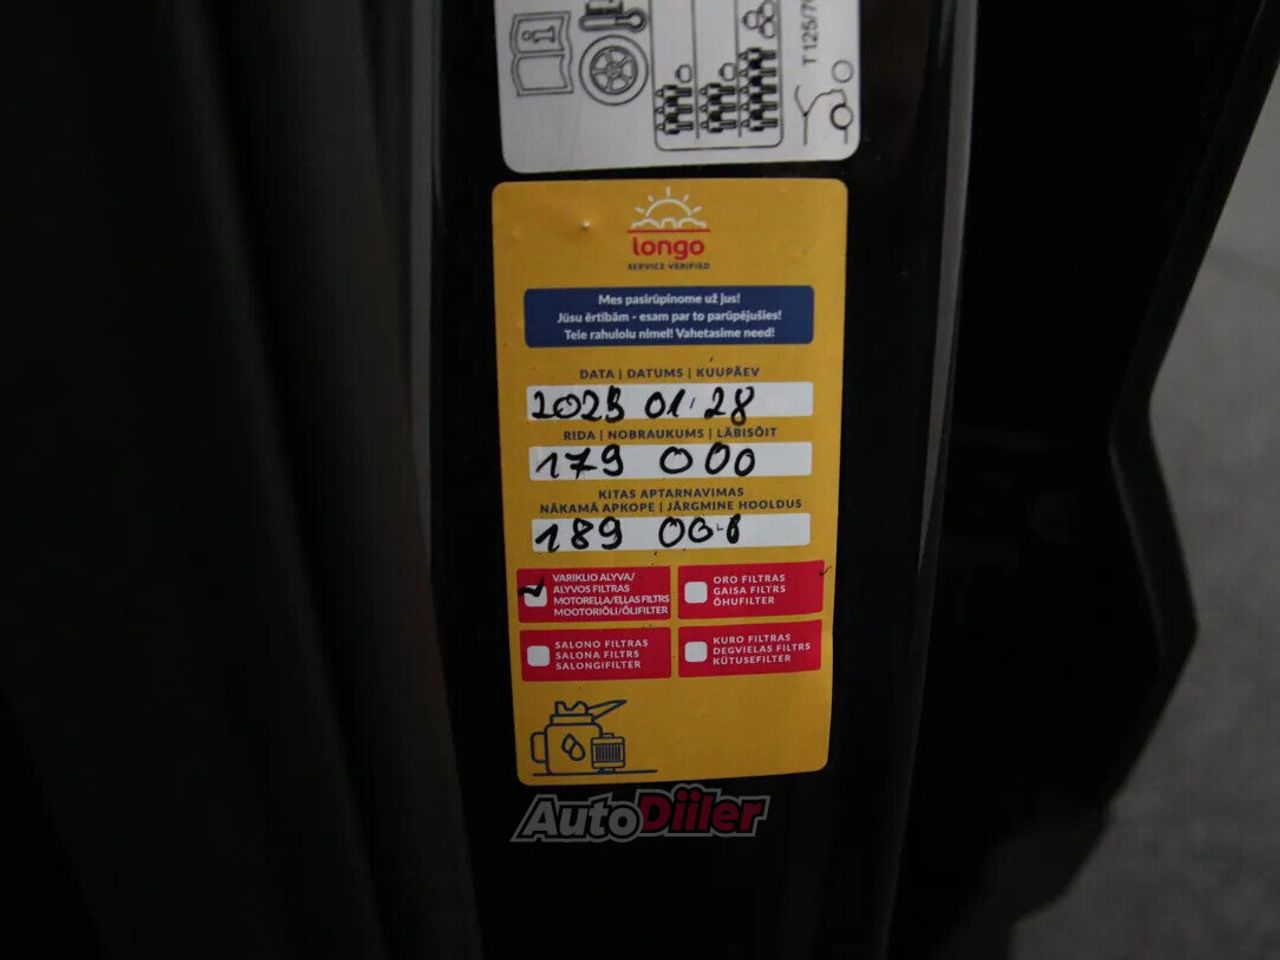 T125/70
longo
SERVICE VERIFIED
Mes pasirūpinome už jus!
Jūsu ērtībām - esam par to parūpējušies!
Teie rahulolu nimel! Vahetasime need!
DATA | DATUMS | KUUPÄEV
2025 01.28
RIDA | NOBRAUKUMS | LÄBISÕIT
179 000
KITAS APTARNAVIMAS
NĀKAMĀ APKOPE | JÄRGMINE HOOLDUS
189 000
VARIKLIO ALYVA/
ALYVOS FILTRAS
MOTOREĻĻA/EĻĻAS FILTRS
MOOTORIÕLI/ÕLIFILTER
ORO FILTRAS
GAISA FILTRS
ÕHUFILTER
SALONO FILTRAS
SALONA FILTRS
SALONGIFILTER
KURO FILTRAS
DEGVIELAS FILTRS
KÜTUSEFILTER
AutoDiiler